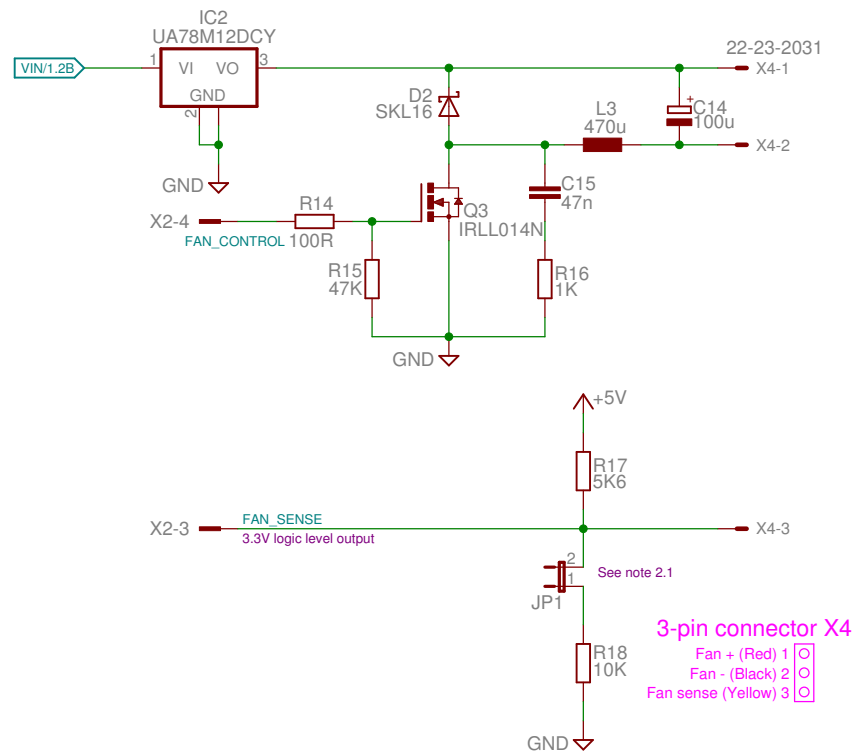 IC2
UA78M12DCY
VIN/1.2B
1
VI
VO
3
GND
2
GND
22-23-2031
X4-1
D2
SKL16
L3
470u
+
C14
100u
X4-2
C15
47n
X2-4
FAN_CONTROL
R14
100R
Q3
IRLL014N
R15
47K
R16
1K
GND
+5V
R17
5K6
X2-3
FAN_SENSE
3.3V logic level output
X4-3
2
1
See note 2.1
JP1
R18
10K
GND
3-pin connector X4
Fan + (Red) 1
Fan - (Black) 2
Fan sense (Yellow) 3